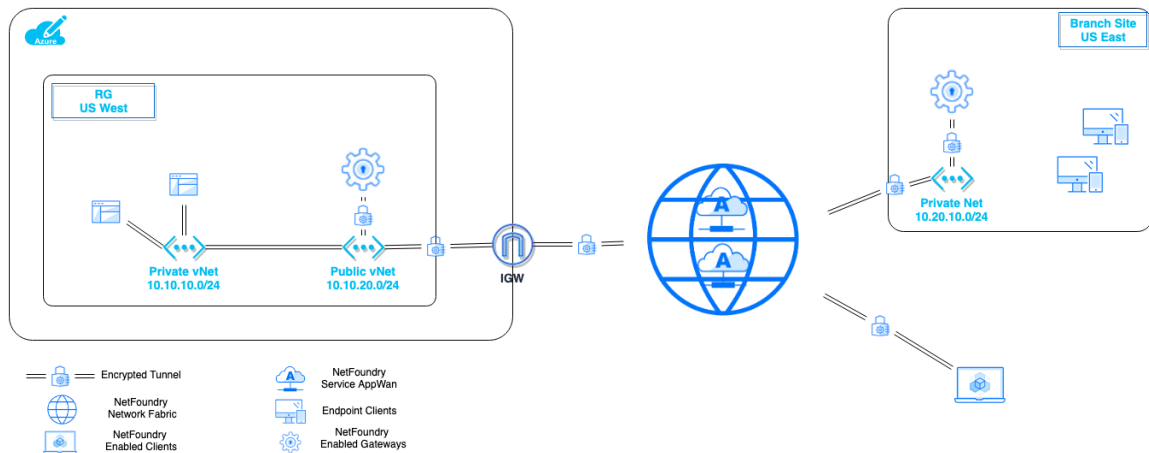 Azure
RG
US West
Private vNet
10.10.10.0/24
Public vNet
10.10.20.0/24
IGW
A
A
Branch Site
US East
Private Net
10.20.10.0/24
Encrypted Tunnel
NetFoundry
Network Fabric
NetFoundry
Enabled Clients
A
NetFoundry
Service AppWan
Endpoint Clients
NetFoundry
Enabled Gateways